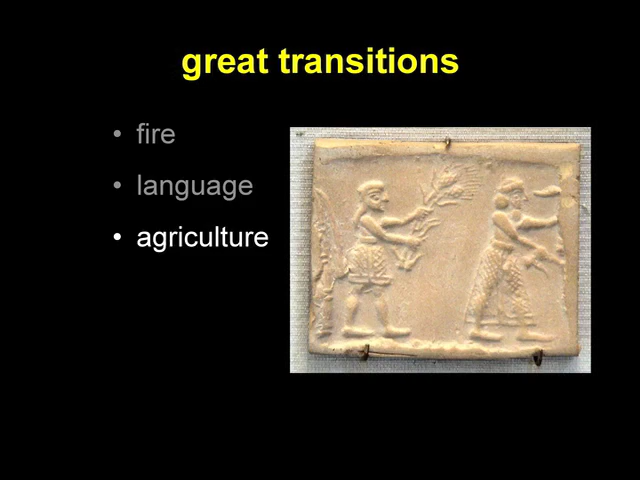 great transitions
• fire
• language
• agriculture